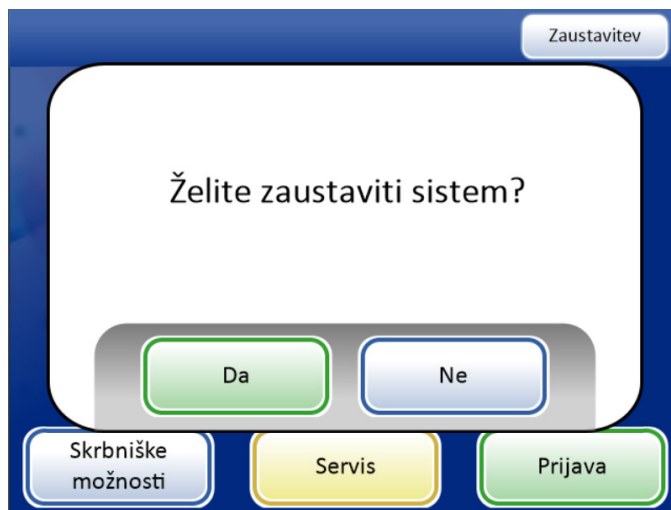 Zaustavitev
Želite zaustaviti sistem?
Da
Ne
Skrbniške
možnosti
Servis
Prijava